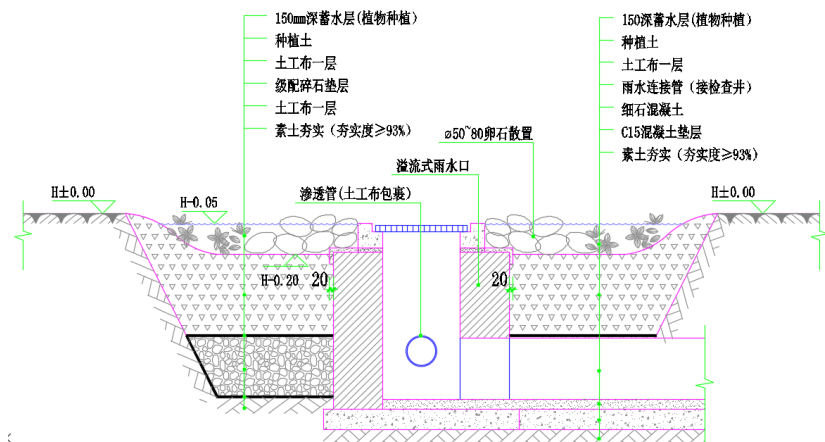 150mm深蓄水层(植物种植)
种植土
土工布一层
级配碎石垫层
土工布一层
素土夯实（夯实度≥93%）
150深蓄水层(植物种植)
种植土
土工布一层
雨水连接管（接检查井）
细石混凝土
C15混凝土垫层
素土夯实（夯实度≥93%）
ø50~80卵石散置
溢流式雨水口
渗透管(土工布包裹)
H±0.00
H-0.05
H±0.00
H-0.20
20
20